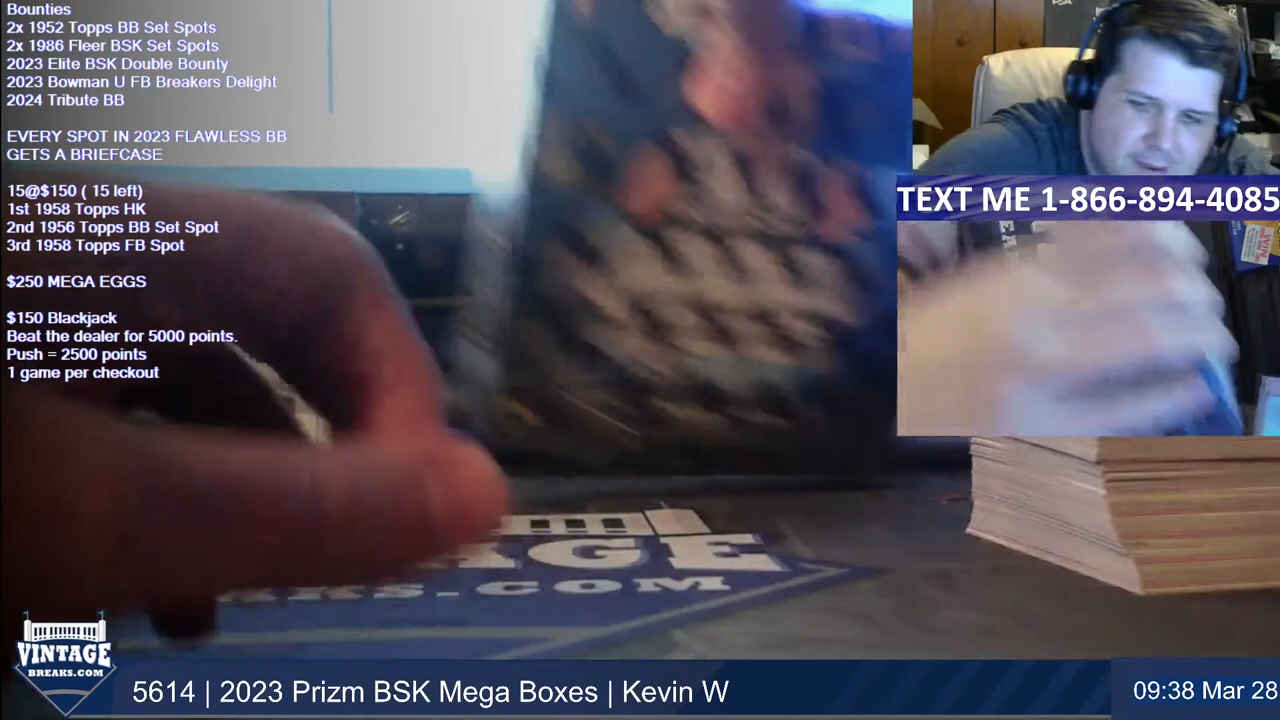 Bounties
2x 1952 Topps BB Set Spots
2x 1986 Fleer BSK Set Spots
2023 Elite BSK Double Bounty
2023 Bowman U FB Breakers Delight
2024 Tribute BB
EVERY SPOT IN 2023 FLAWLESS BB
GETS A BRIEFCASE
15@$150 ( 15 left)
1st 1958 Topps HK
2nd 1956 Topps BB Set Spot
3rd 1958 Topps FB Spot
$250 MEGA EGGS
$150 Blackjack
Beat the dealer for 5000 points.
Push = 2500 points
1 game per checkout
TEXT ME 1-866-894-4085
VINTAGE
BREAKS.COM
5614 | 2023 Prizm BSK Mega Boxes | Kevin W
09:38 Mar 28